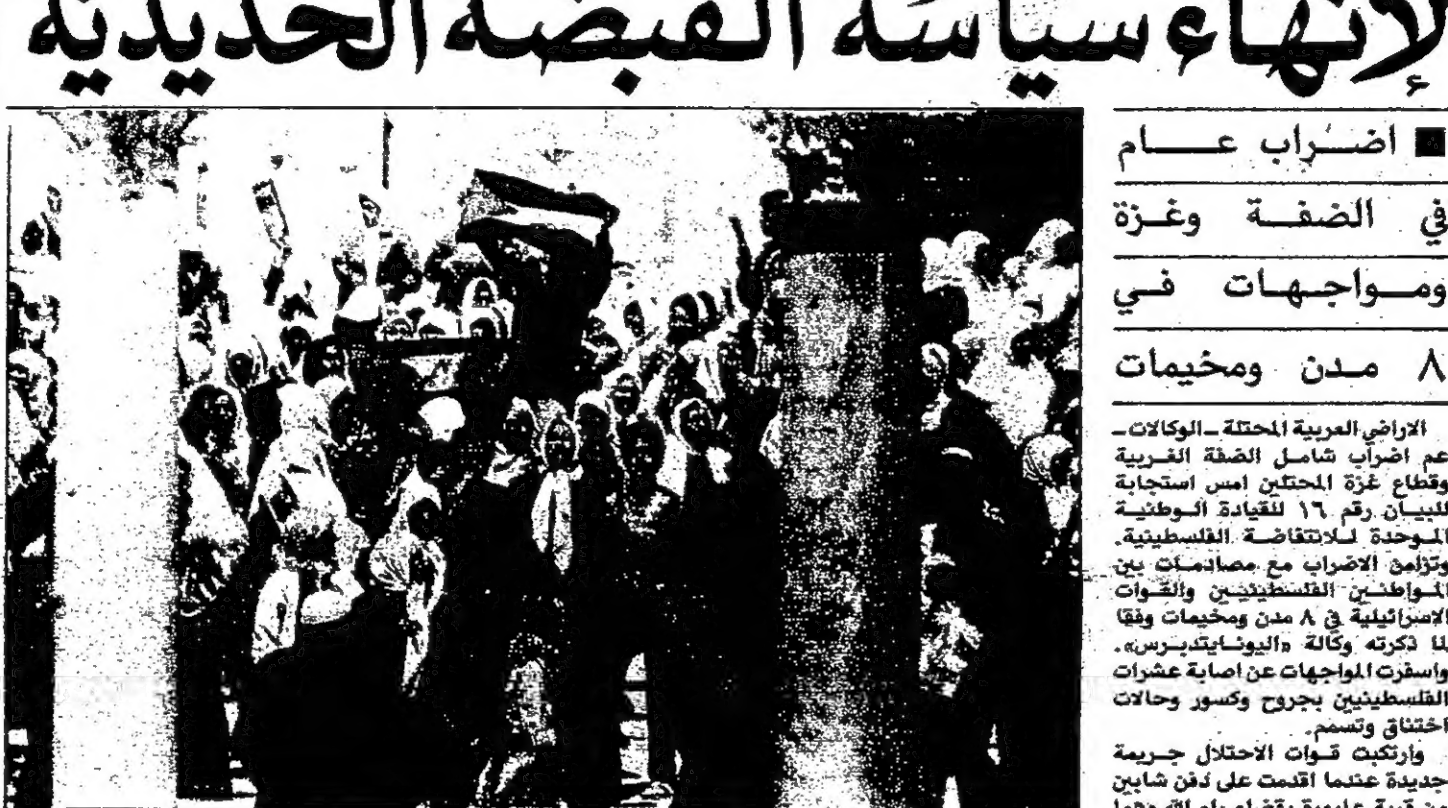 لإنهاء سياسة القبضة الحديدية
■ اضراب عام
في الضفة وغزة
ومواجهات في
٨ مدن ومخيمات
الاراضي العربية المحتلة ـ الوكالات ـ
عم اضراب شامل الضفة الغربية
وقطاع غزة المحتلين امس استجابة
للبيان رقم ١٦ للقيادة الوطنية
الموحدة للانتفاضة الفلسطينية.
وتزامن الاضراب مع مصادمات بين
المواطنين الفلسطينيين والقوات
الاسرائيلية في ٨ مدن ومخيمات وفقا
لما ذكرته وكالة «اليونايتدبرس».
واسفرت المواجهات عن اصابة عشرات
الفلسطينيين بجروح وكسور وحالات
اختناق وتسمم.
وارتكبت قوات الاحتلال جريمة
جديدة عندما اقدمت على دفن شابين